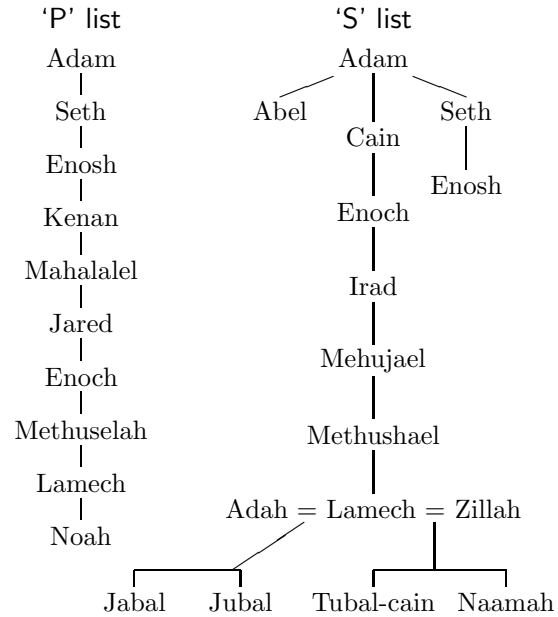 'P' list
Adam
Seth
Enosh
Kenan
Mahalalel
Jared
Enoch
Methuselah
Lamech
Noah
'S' list
Adam
Abel
Seth
Cain
Enosh
Enoch
Irad
Mehujael
Methushael
Adah = Lamech = Zillah
Jabal Jubal Tubal-cain Naamah